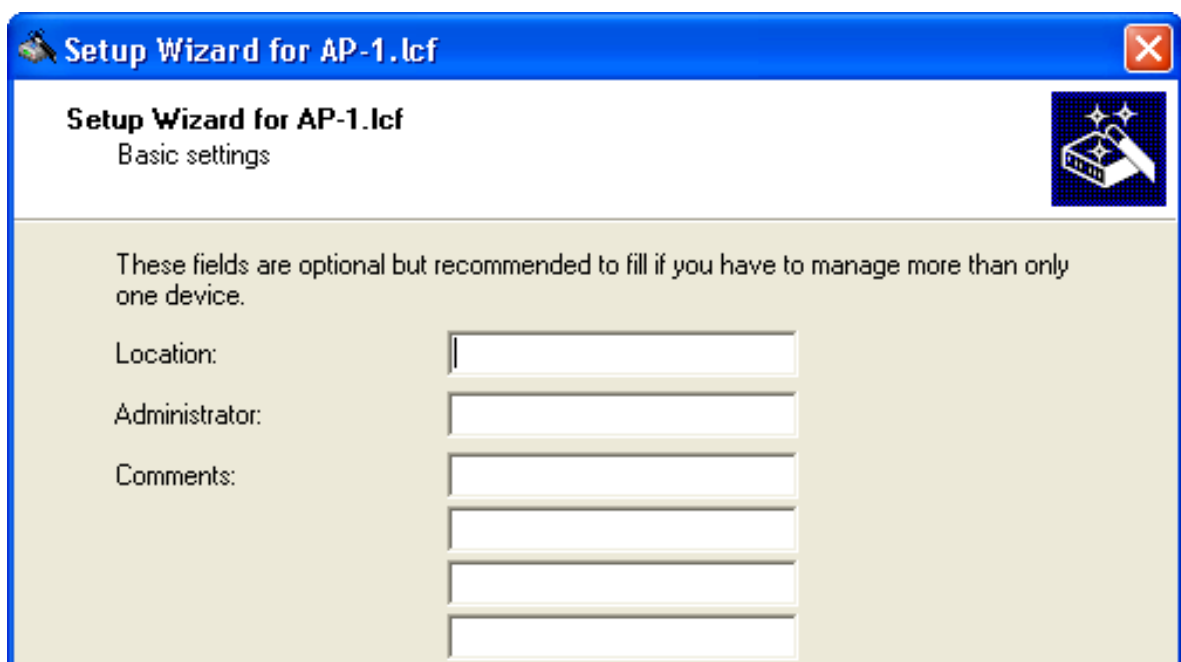 Setup Wizard for AP-1.lcf
Setup Wizard for AP-1.lcf
Basic settings
These fields are optional but recommended to fill if you have to manage more than only
one device.
Location:
Administrator:
Comments: